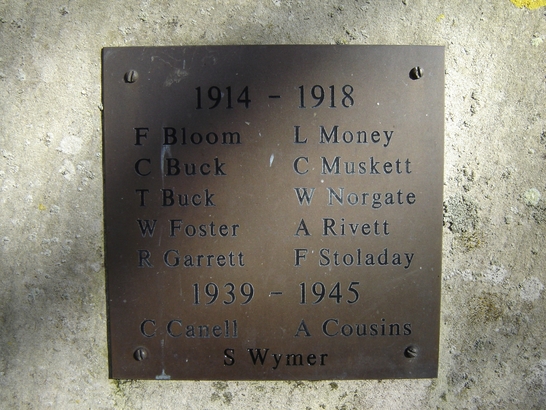 1914 - 1918
F Bloom L Money
C Buck C Muskett
T Buck W Norgate
W Foster A Rivett
R Garrett F Stoladay
1939 - 1945
C Canell A Cousins
S Wymer